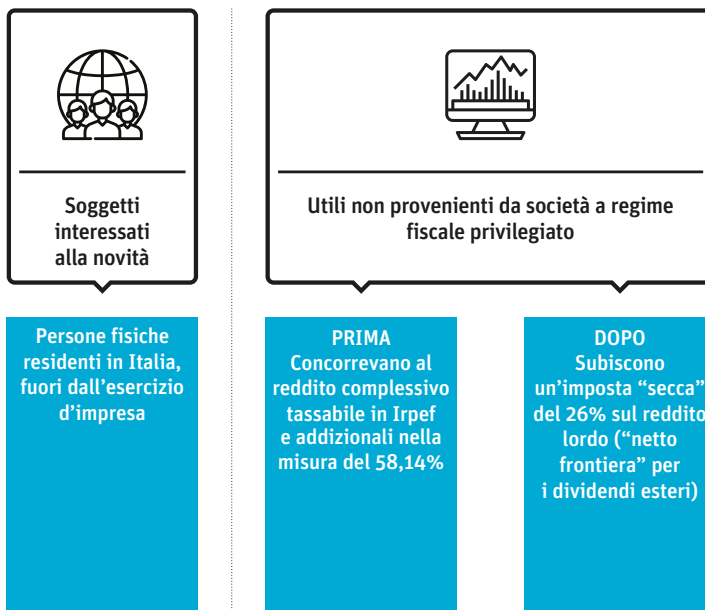 Soggetti
interessati
alla novità
Utili non provenienti da società a regime
fiscale privilegiato
Persone fisiche
residenti in Italia,
fuori dall’esercizio
d’impresa
PRIMA
Concorrevano al
reddito complessivo
tassabile in Irpef
e addizionali nella
misura del 58,14%
DOPO
Subiscono
un’imposta “secca”
del 26% sul reddito
lordo (“netto
frontiera” per
i dividendi esteri)